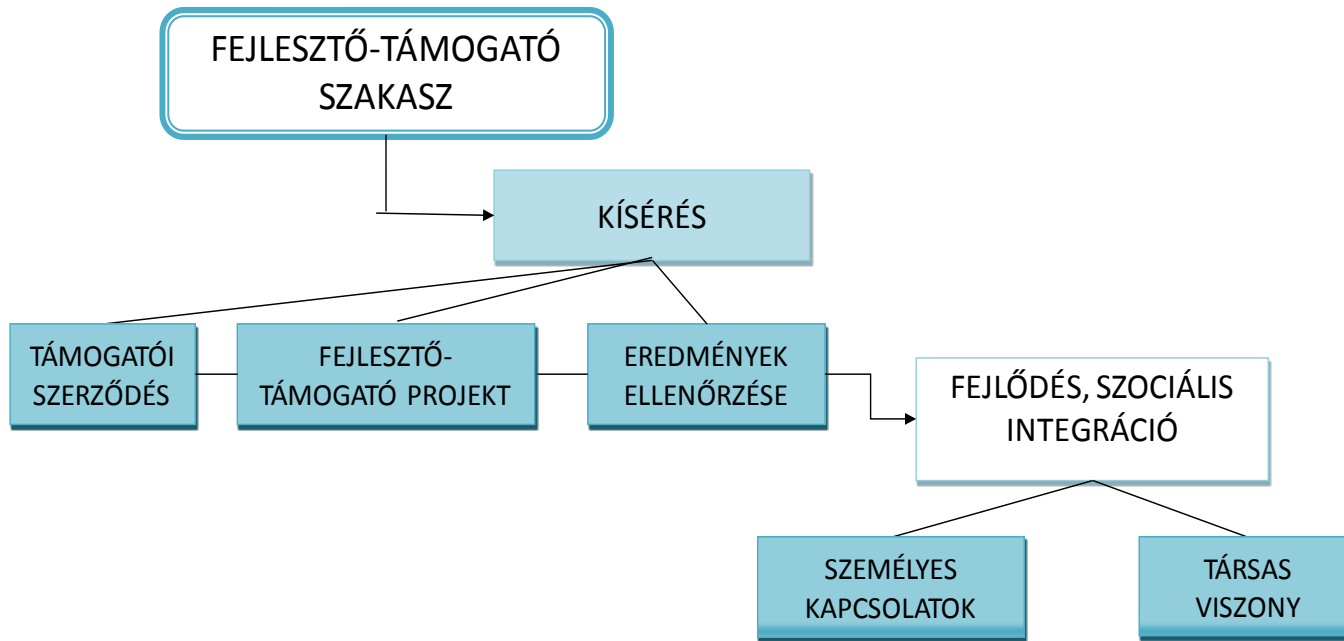 FEJLESZTŐ-TÁMOGATÓ
SZAKASZ
KÍSÉRÉS
TÁMOGATÓI
SZERZŐDÉS
FEJLESZTŐ-
TÁMOGATÓ PROJEKT
EREDMÉNYEK
ELLENŐRZÉSE
FEJLŐDÉS, SZOCIÁLIS
INTEGRÁCIÓ
SZEMÉLYES
KAPCSOLATOK
TÁRSAS
VISZONY